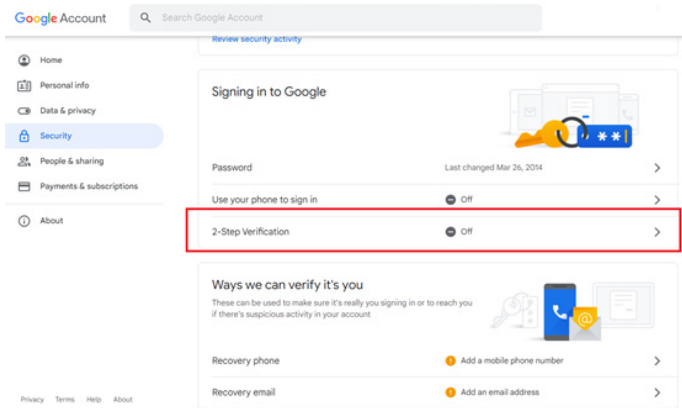 Google Account
Search Google Account
Home
Personal info
Data & privacy
Security
People & sharing
Payments & subscriptions
About
Privacy Terms Help About
Review security activity
Signing in to Google
**
Password Last changed Mar 26, 2014
Use your phone to sign in Off
2-Step Verification Off
Ways we can verify it's you
These can be used to make sure it's really you signing in or to reach you
if there's suspicious activity in your account
@
Recovery phone ! Add a mobile phone number
Recovery email ! Add an email address